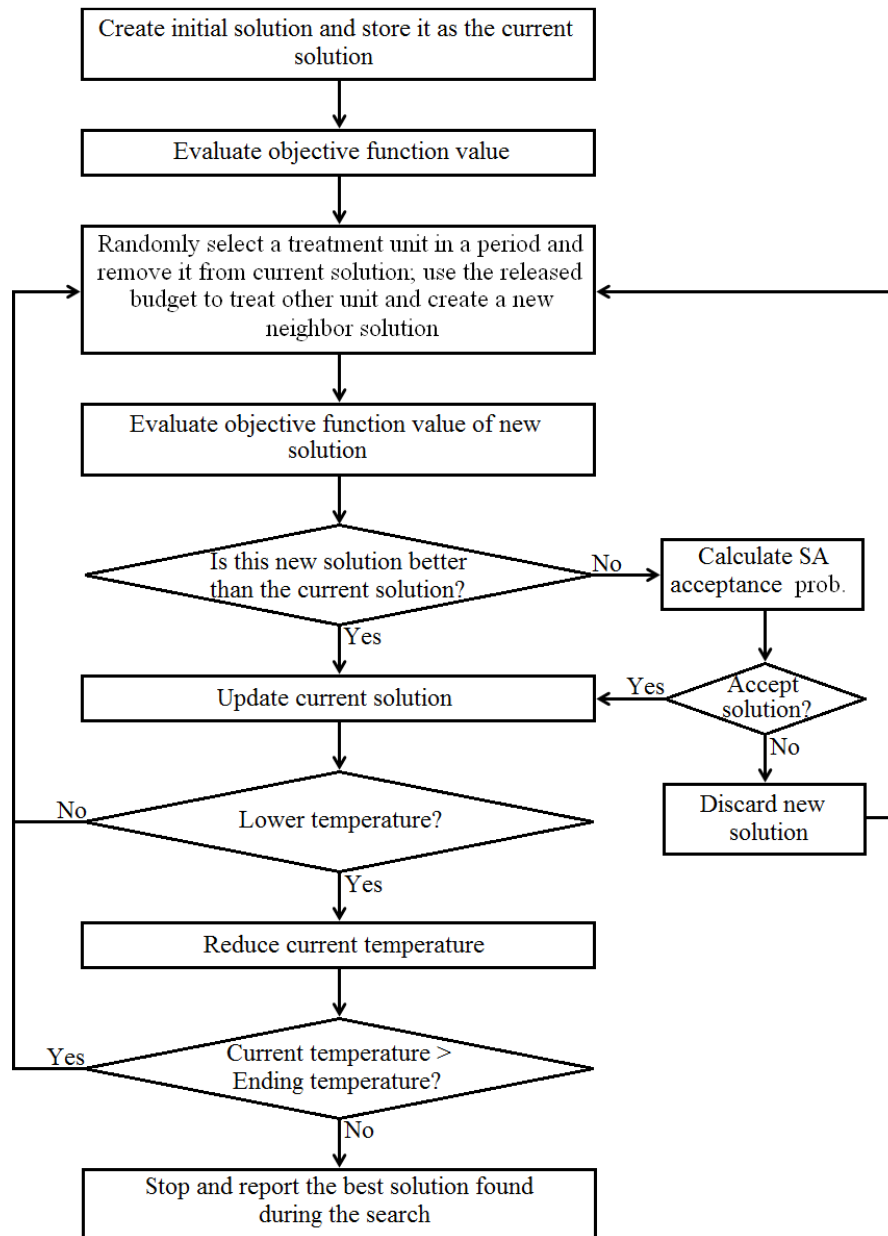 Create initial solution and store it as the current
solution
Evaluate objective function value
Randomly select a treatment unit in a period and
remove it from current solution; use the released
budget to treat other unit and create a new
neighbor solution
Evaluate objective function value of new
solution
Is this new solution better
than the current solution?
No
Calculate SA
acceptance prob.
Yes
Update current solution
Yes
Accept
solution?
No
Discard new
solution
No
Lower temperature?
Yes
Reduce current temperature
Yes
Current temperature >
Ending temperature?
No
Stop and report the best solution found
during the search